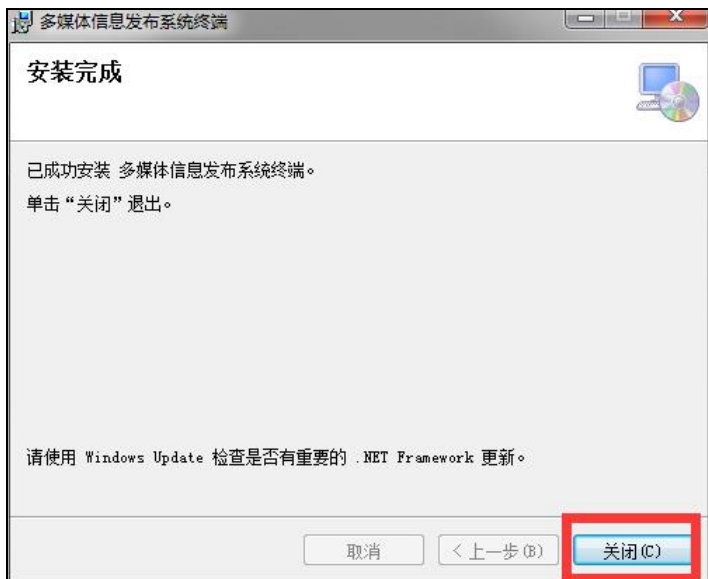 多媒体信息发布系统终端
安装完成
已成功安装 多媒体信息发布系统终端。
单击“关闭”退出。
请使用 Windows Update 检查是否有重要的 .NET Framework 更新。
取消
< 上一步(B)
关闭(C)